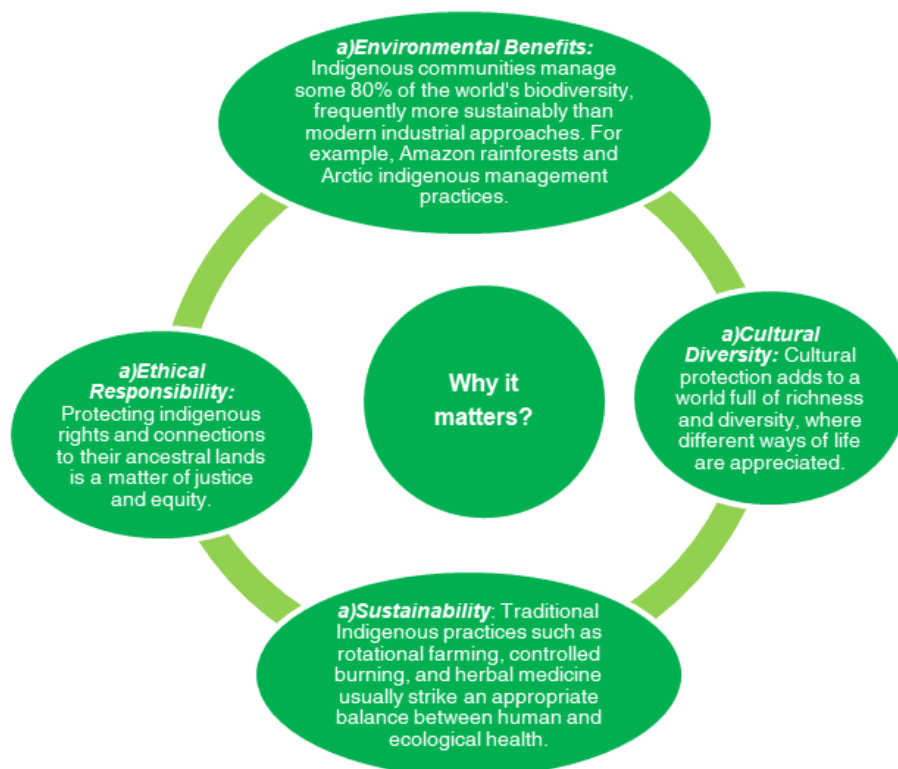 a)Environmental Benefits:
Indigenous communities manage
some 80% of the world's biodiversity,
frequently more sustainably than
modern industrial approaches. For
example, Amazon rainforests and
Arctic indigenous management
practices.
a)Cultural
Diversity: Cultural
protection adds to a
world full of richness
and diversity, where
different ways of life
are appreciated.
a)Sustainability: Traditional
Indigenous practices such as
rotational farming, controlled
burning, and herbal medicine
usually strike an appropriate
balance between human and
ecological health.
a)Ethical
Responsibility:
Protecting indigenous
rights and connections
to their ancestral lands
is a matter of justice
and equity.
Why it
matters?